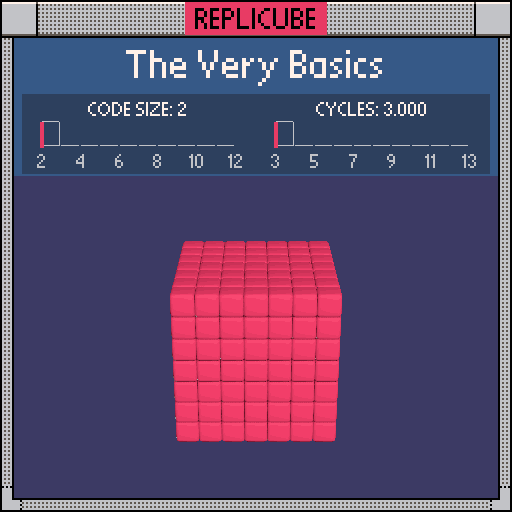 REPLICUBE
The Very Basics
CODE SIZE: 2 CYCLES: 3.000
2 4 6 8 10 12 3 5 7 9 11 13